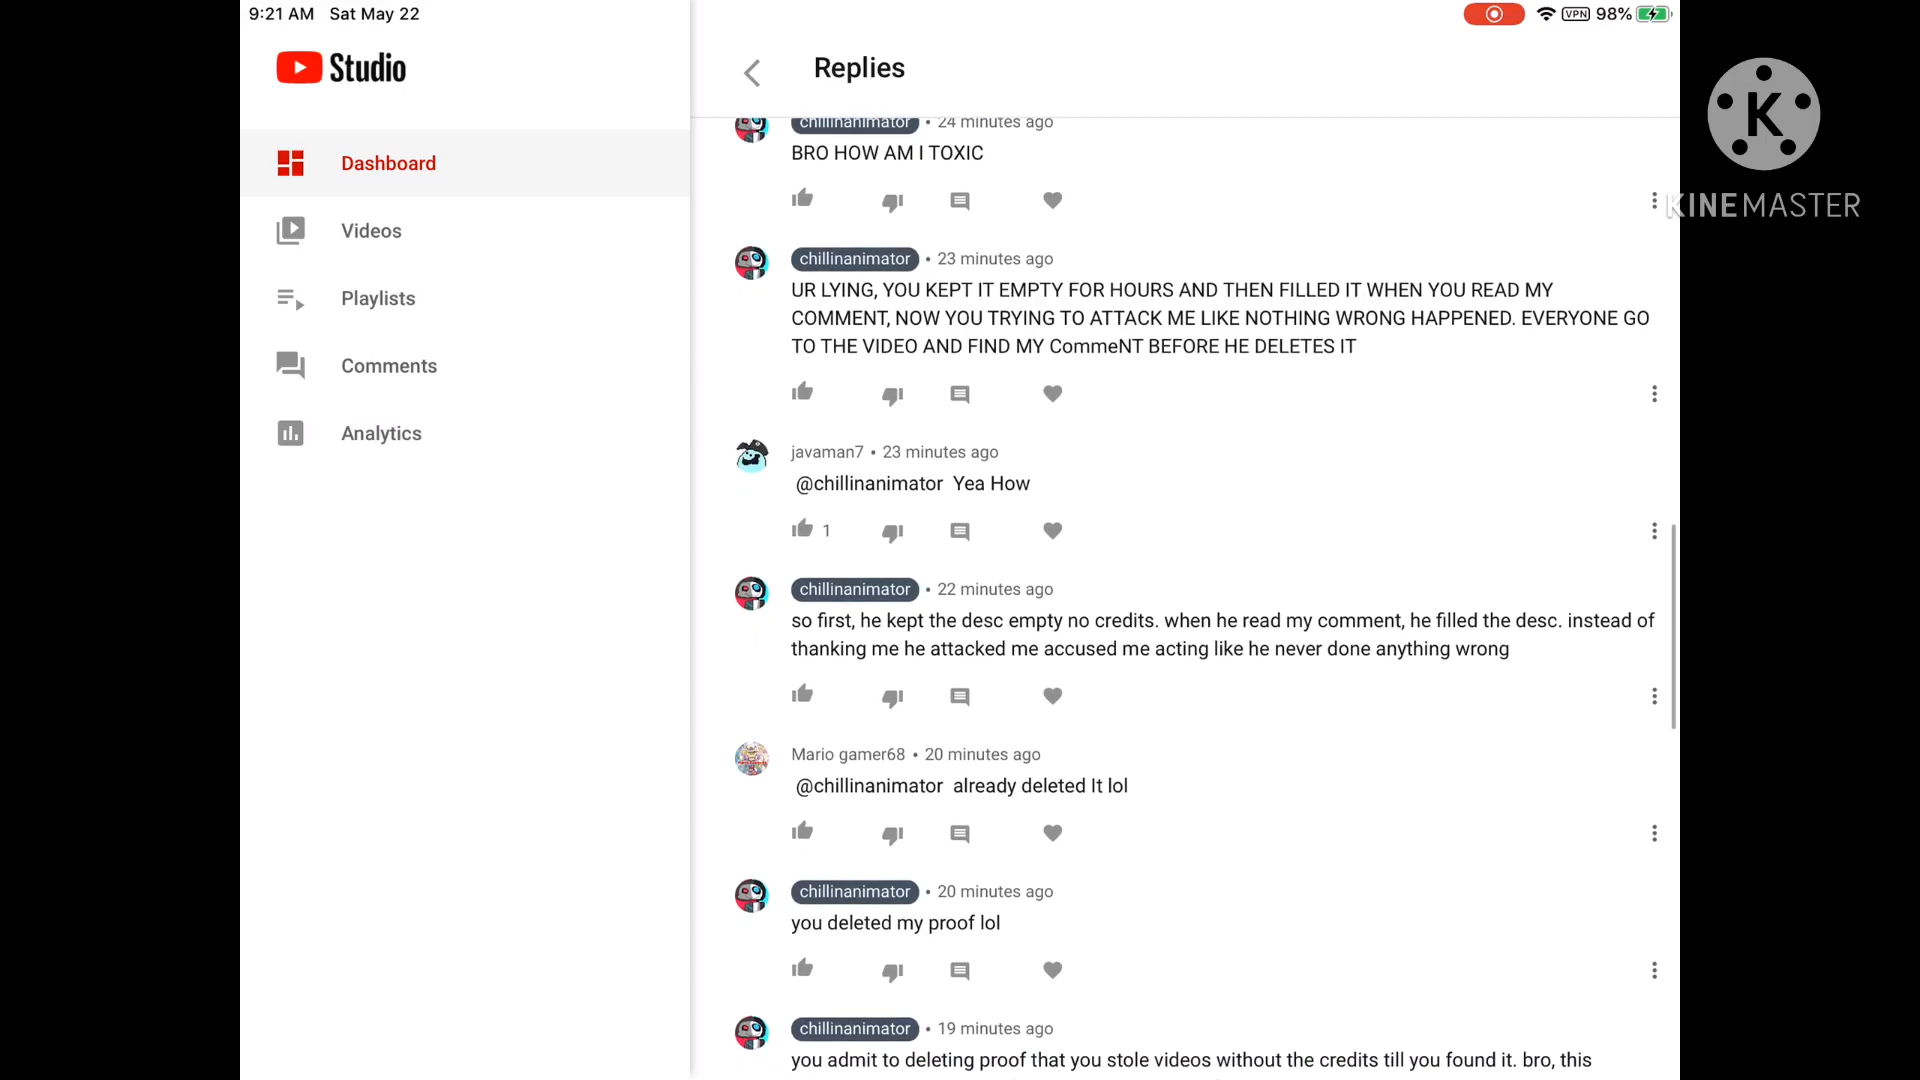 9:21 AM Sat May 22
VPN 98%
Studio
Dashboard
Videos
Playlists
Comments
Analytics
Replies
chillinanimator • 24 minutes ago
BRO HOW AM I TOXIC
chillinanimator • 23 minutes ago
UR LYING, YOU KEPT IT EMPTY FOR HOURS AND THEN FILLED IT WHEN YOU READ MY
COMMENT, NOW YOU TRYING TO ATTACK ME LIKE NOTHING WRONG HAPPENED. EVERYONE GO
TO THE VIDEO AND FIND MY CommeNT BEFORE HE DELETES IT
javaman7 • 23 minutes ago
@chillinanimator Yea How
1
chillinanimator • 22 minutes ago
so first, he kept the desc empty no credits. when he read my comment, he filled the desc. instead of
thanking me he attacked me accused me acting like he never done anything wrong
Mario gamer68 • 20 minutes ago
@chillinanimator already deleted It lol
chillinanimator • 20 minutes ago
you deleted my proof lol
chillinanimator • 19 minutes ago
you admit to deleting proof that you stole videos without the credits till you found it. bro, this
K
KINEMASTER